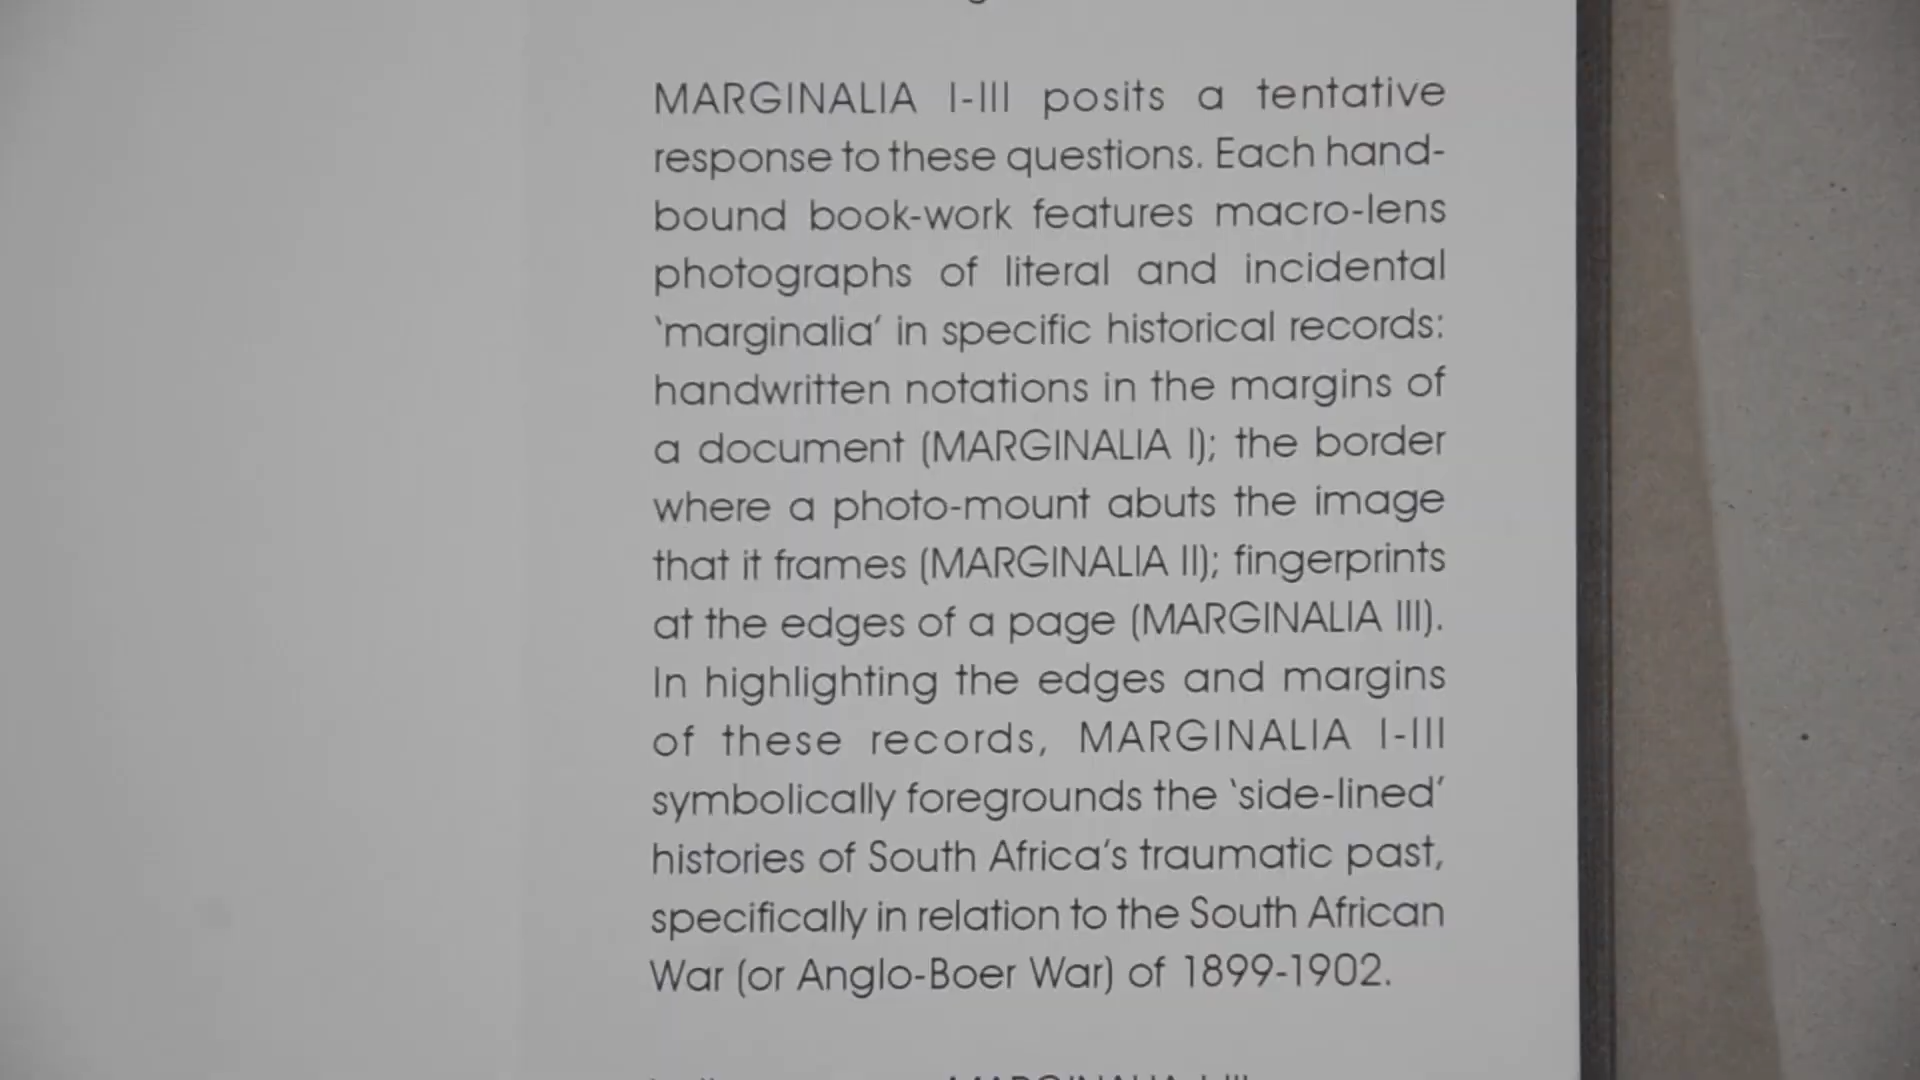 MARGINALIA I-III posits a tentative
response to these questions. Each hand-
bound book-work features macro-lens
photographs of literal and incidental
‘marginalia’ in specific historical records:
handwritten notations in the margins of
a document (MARGINALIA I); the border
where a photo-mount abuts the image
that it frames (MARGINALIA II); fingerprints
at the edges of a page (MARGINALIA III).
In highlighting the edges and margins
of these records, MARGINALIA I-III
symbolically foregrounds the ‘side-lined’
histories of South Africa’s traumatic past,
specifically in relation to the South African
War (or Anglo-Boer War) of 1899-1902.
MARGINALIA I-III